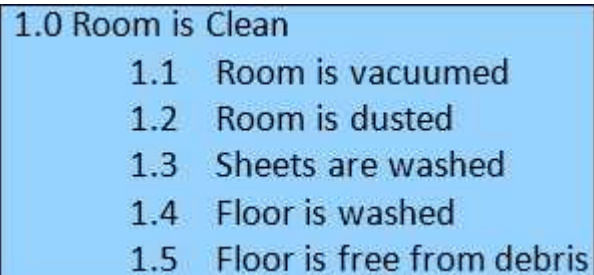 1.0 Room is Clean
1.1 Room is vacuumed
1.2 Room is dusted
1.3 Sheets are washed
1.4 Floor is washed
1.5 Floor is free from debris